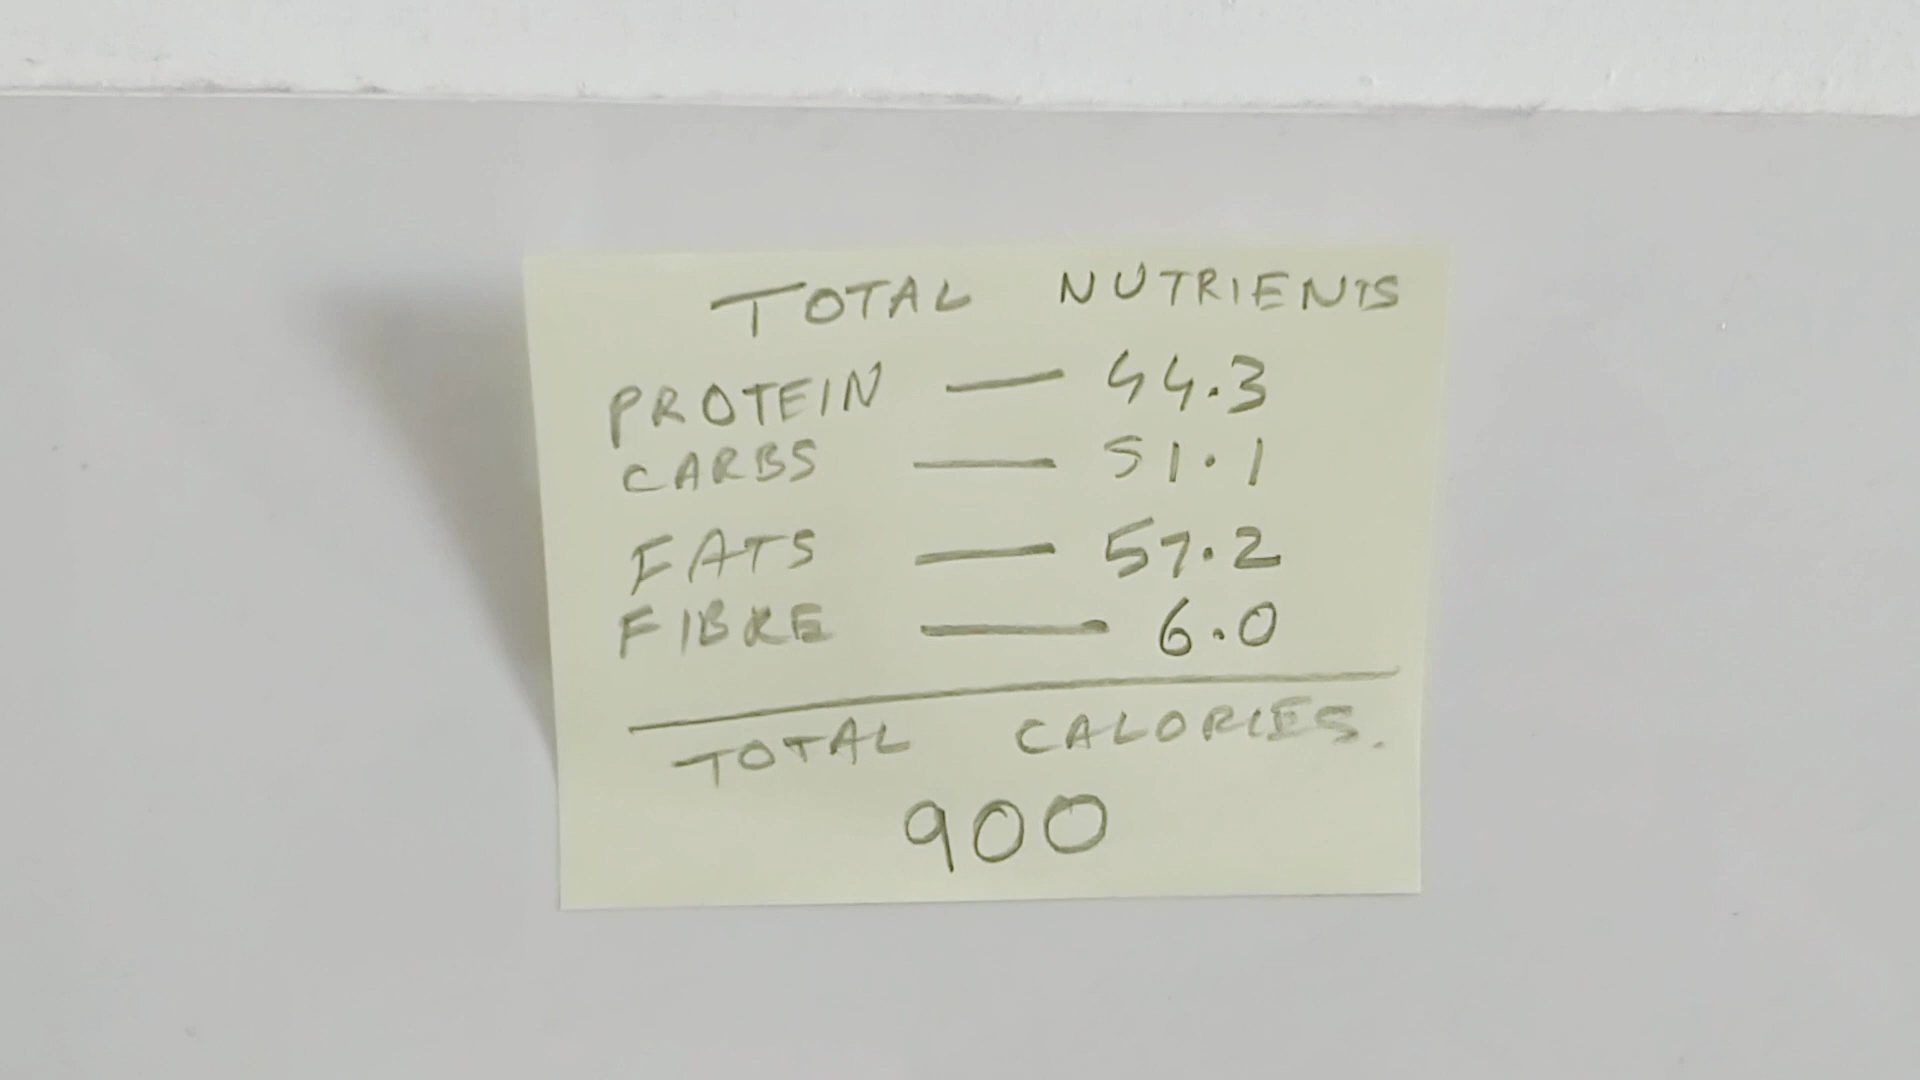 TOTAL NUTRIENTS
PROTEIN — 44.3
CARBS — 51.1
FATS — 57.2
FIBRE — 6.0
TOTAL CALORIES.
900